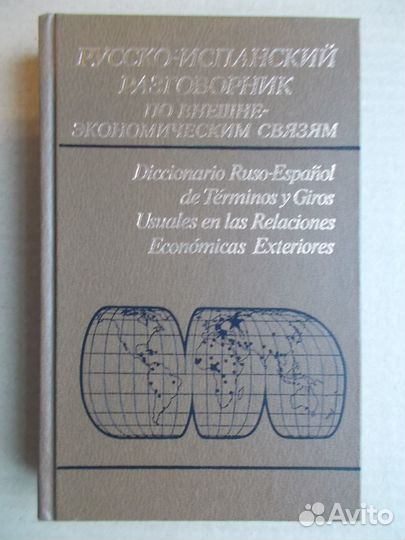 РУССКО-ИСПАНСКИЙ
РАЗГОВОРНИК
ПО ВНЕШНЕ-
ЭКОНОМИЧЕСКИМ СВЯЗЯМ
Diccionario Ruso-Español
de Términos y Giros
Usuales en las Relaciones
Económicas Exteriores
Avito